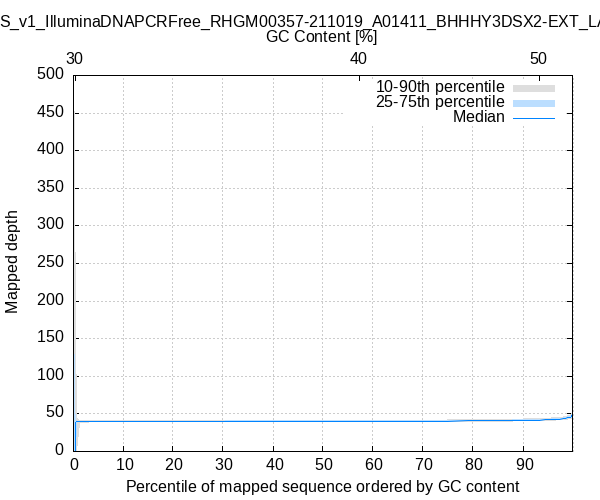 S_v1_IlluminaDNAPCRFree_RHGM00357-211019_A01411_BHHHY3DSX2-EXT_LA
GC Content [%]
30 40 50
10-90th percentile
25-75th percentile
Median
500
450
400
350
300
250
200
150
100
50
0
Mapped depth
0 10 20 30 40 50 60 70 80 90
Percentile of mapped sequence ordered by GC content